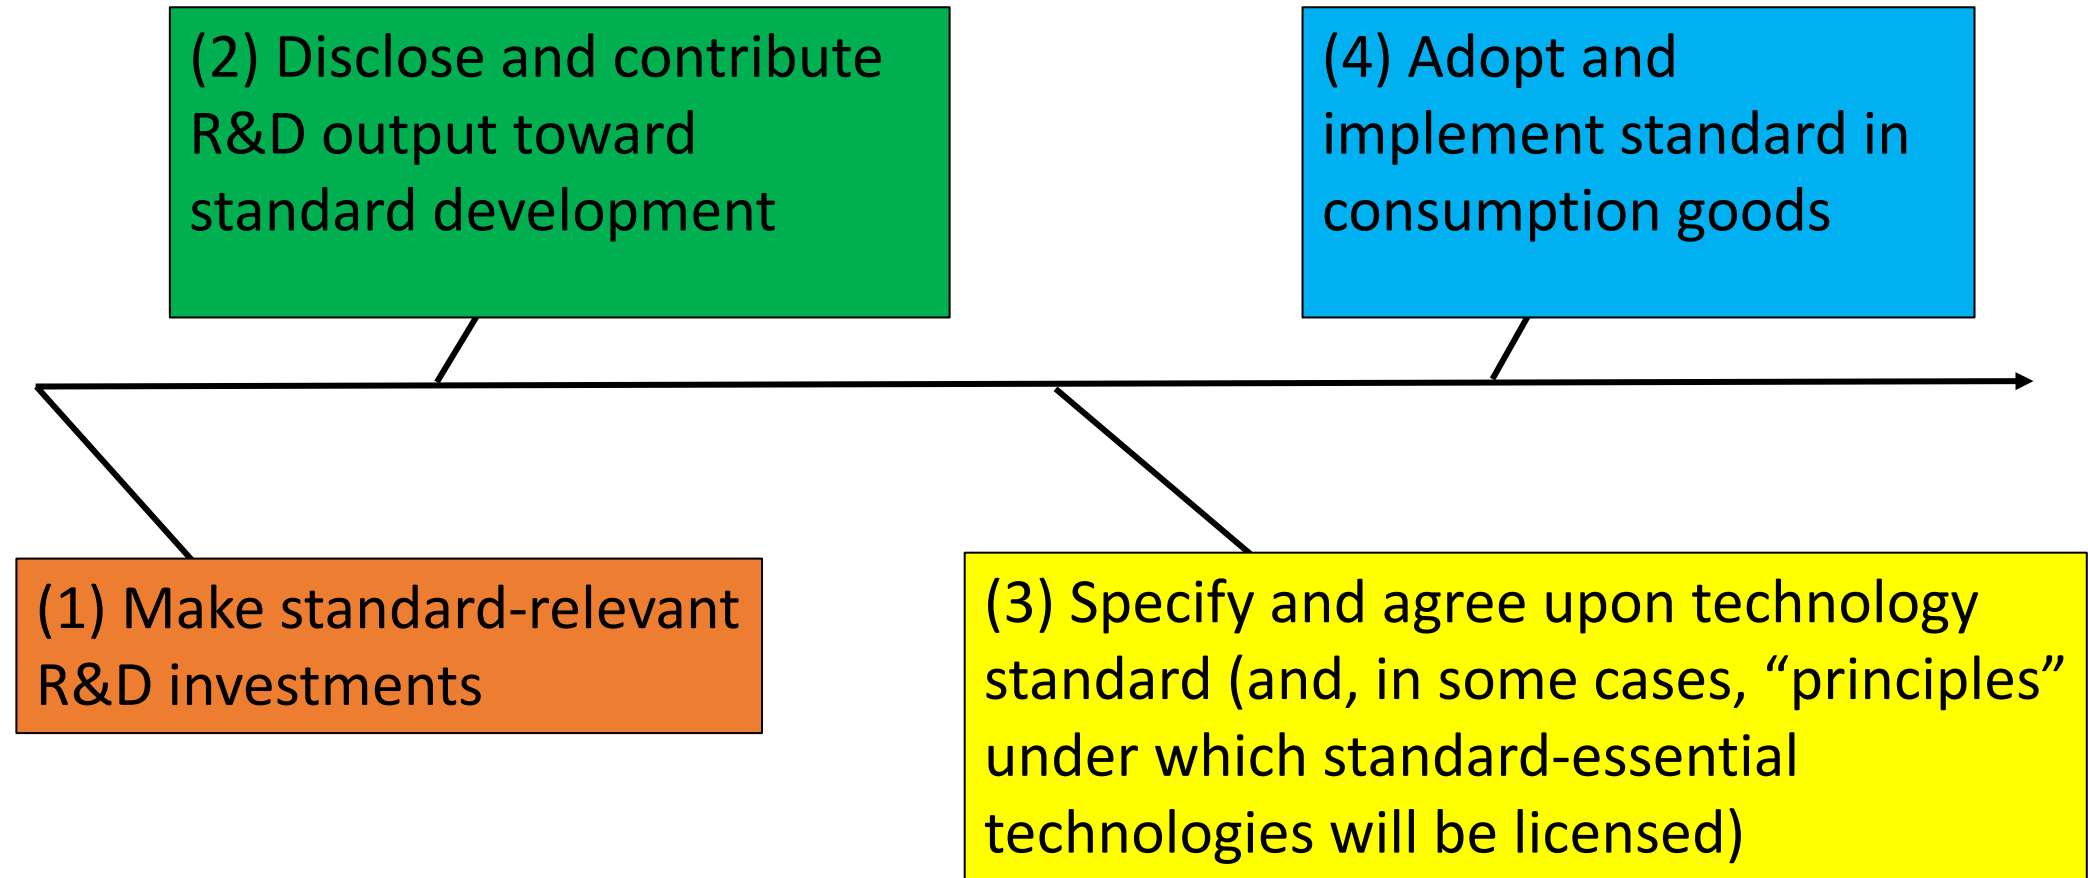 (2) Disclose and contribute
R&D output toward
standard development
(4) Adopt and
implement standard in
consumption goods
(1) Make standard-relevant
R&D investments
(3) Specify and agree upon technology
standard (and, in some cases, “principles”
under which standard-essential
technologies will be licensed)